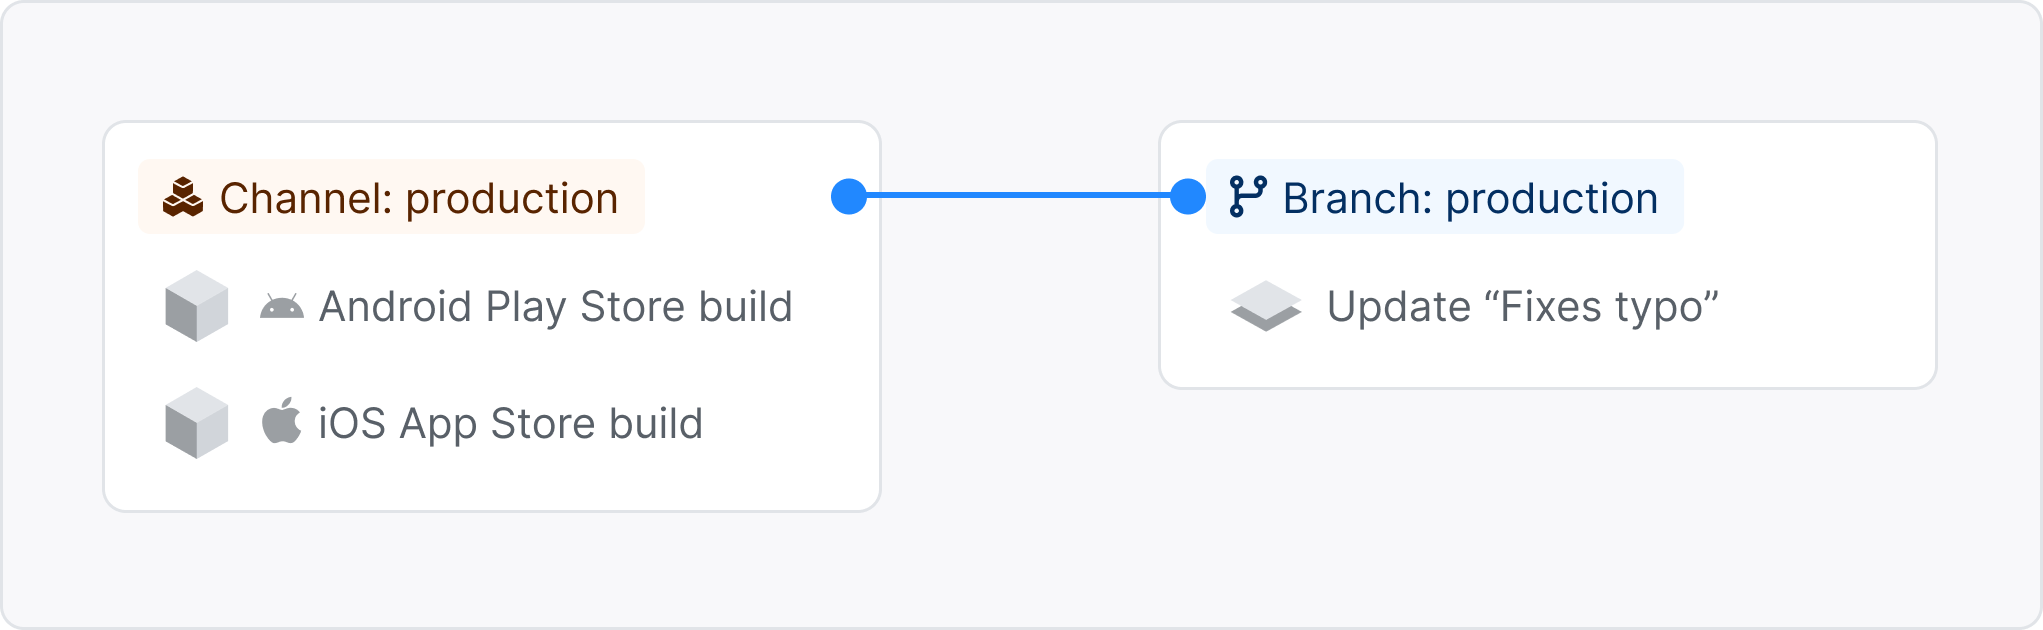 Channel: production
Android Play Store build
iOS App Store build
Branch: production
Update “Fixes typo”